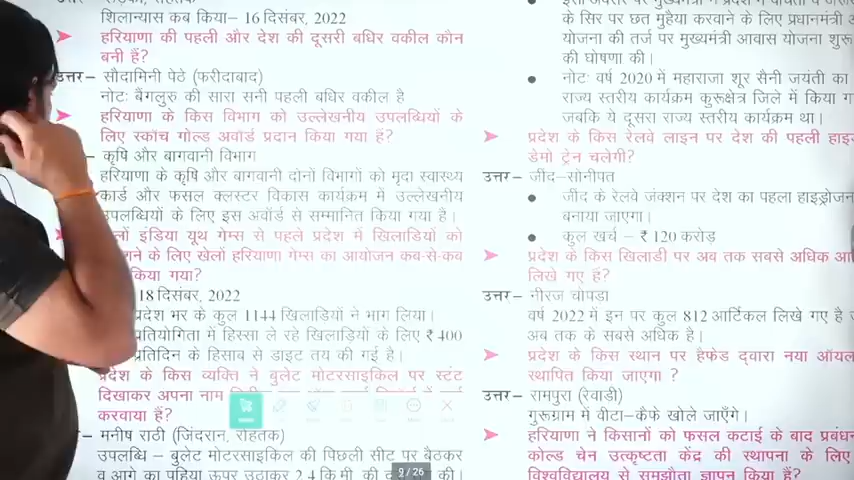 शिलान्यास कब किया– 16 दिसंबर, 2022
हरियाणा की पहली और देश की दूसरी बधिर वकील कौन
बनी हैं?
उत्तर– सौदामिनी पेठे (फरीदाबाद)
नोट: बैंगलुरु की सारा सनी पहली बधिर वकील है
हरियाणा के किस विभाग को उल्लेखनीय उपलब्धियों के
लिए स्कॉच गोल्ड अवॉर्ड प्रदान किया गया हैं?
– कृषि और बागवानी विभाग
हरियाणा के कृषि और बागवानी दोनों विभागों को मृदा स्वास्थ्य
कार्ड और फसल क्लस्टर विकास कार्यक्रम में उल्लेखनीय
उपलब्धियों के लिए इस अवॉर्ड से सम्मानित किया गया है।
इंडिया यूथ गेम्स से पहले प्रदेश में खिलाडियों को
के लिए खेलों हरियाणा गेम्स का आयोजन कब-से-कब
किया गया?
18 दिसंबर, 2022
प्रदेश भर के कुल 1144 खिलाडियों ने भाग लिया।
प्रतियोगिता में हिस्सा ले रहे खिलाडियों के लिए ₹ 400
प्रतिदिन के हिसाब से डाइट तय की गई है।
प्रदेश के किस व्यक्ति ने बुलेट मोटरसाइकिल पर स्टंट
दिखाकर अपना नाम
करवाया हैं?
– मनीष राठी (जिंदरान, रोहतक)
उपलब्धि – बुलेट मोटरसाइकिल की पिछली सीट पर बैठकर
व आगे का पहिया ऊपर उठाकर 2.4 कि.मी. की
के सिर पर छत मुहैया करवाने के लिए प्रधानमंत्री
योजना की तर्ज पर मुख्यमंत्री आवास योजना शुरू
की घोषणा की।
नोट: वर्ष 2020 में महाराजा शूर सैनी जयंती का
राज्य स्तरीय कार्यक्रम कुरूक्षेत्र जिले में किया
जबकि ये दूसरा राज्य स्तरीय कार्यक्रम था।
प्रदेश के किस रेलवे लाइन पर देश की पहली
डेमो ट्रेन चलेगी?
उत्तर– जींद–सोनीपत
जींद के रेलवे जंक्शन पर देश का पहला हाइड्रोजन
बनाया जाएगा।
कुल खर्च – ₹ 120 करोड़
प्रदेश के किस खिलाडी पर अब तक सबसे अधिक
लिखे गए हैं?
उत्तर – नीरज चोपड़ा
वर्ष 2022 में इन पर कुल 812 आर्टिकल लिखे गए है
अब तक के सबसे अधिक है।
प्रदेश के किस स्थान पर हैफेड द्वारा नया ऑयल
स्थापित किया जाएगा ?
उत्तर– रामपुरा (रेवाड़ी)
गुरूग्राम में वीटा–कैफे खोले जाएँगे।
हरियाणा ने किसानों को फसल कटाई के बाद
कोल्ड चेन उत्कृष्टता केंद्र की स्थापना के लिए
विश्वविद्यालय से समझौता ज्ञापन किया हैं?
9 / 26